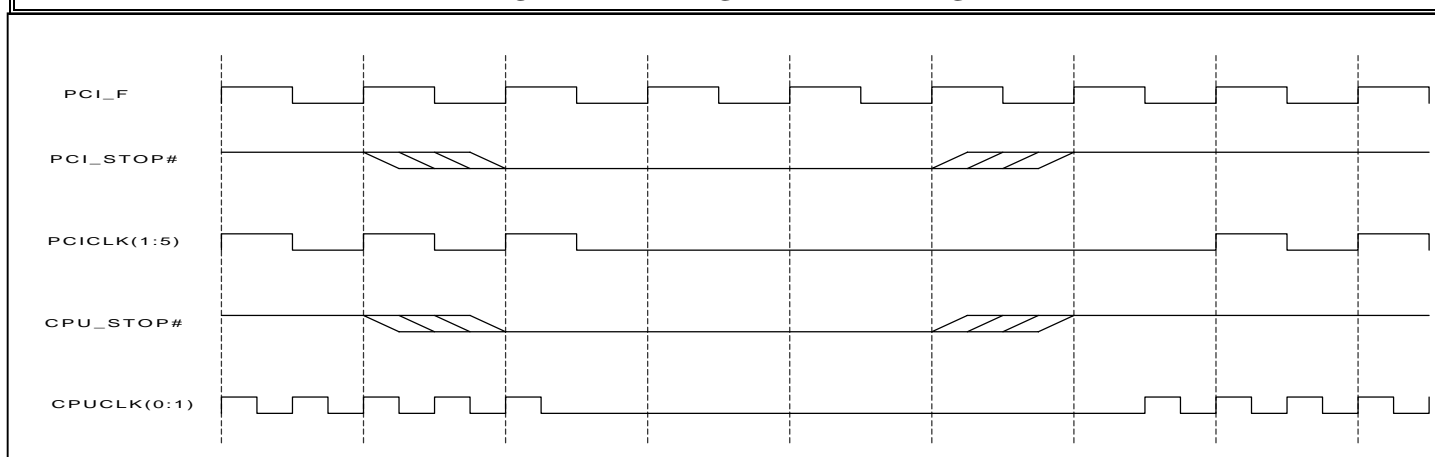 PCI_F
PCI_STOP#
PCICLK(1:5)
CPU_STOP#
CPUCLK(0:1)